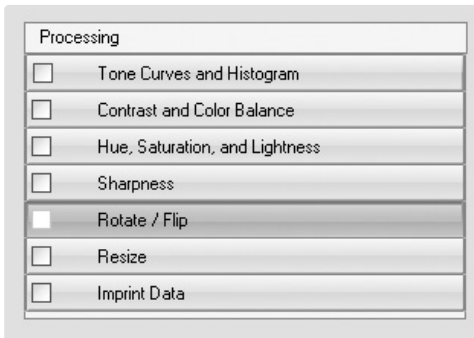 Processing
Tone Curves and Histogram
Contrast and Color Balance
Hue, Saturation, and Lightness
Sharpness
Rotate / Flip
Resize
Imprint Data